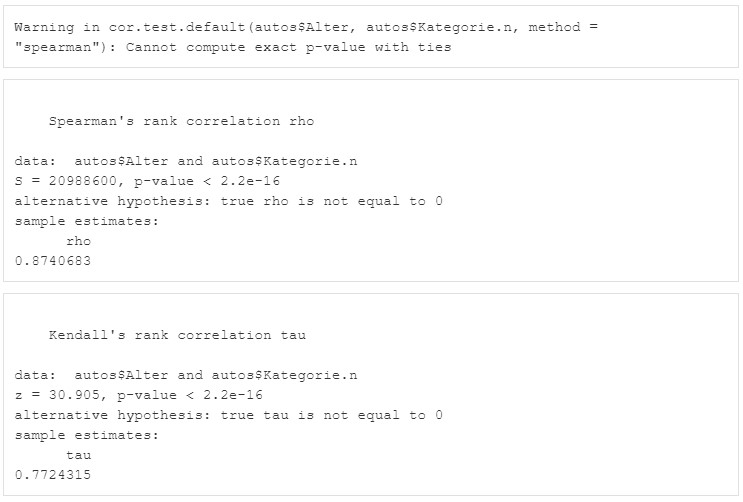 Warning in cor.test.default(autos$Alter, autos$Kategorie.n, method =
"spearman"): Cannot compute exact p-value with ties
Spearman's rank correlation rho
data:  autos$Alter and autos$Kategorie.n
S = 20988600, p-value < 2.2e-16
alternative hypothesis: true rho is not equal to 0
sample estimates:
rho
0.8740683
Kendall's rank correlation tau
data:  autos$Alter and autos$Kategorie.n
z = 30.905, p-value < 2.2e-16
alternative hypothesis: true tau is not equal to 0
sample estimates:
tau
0.7724315